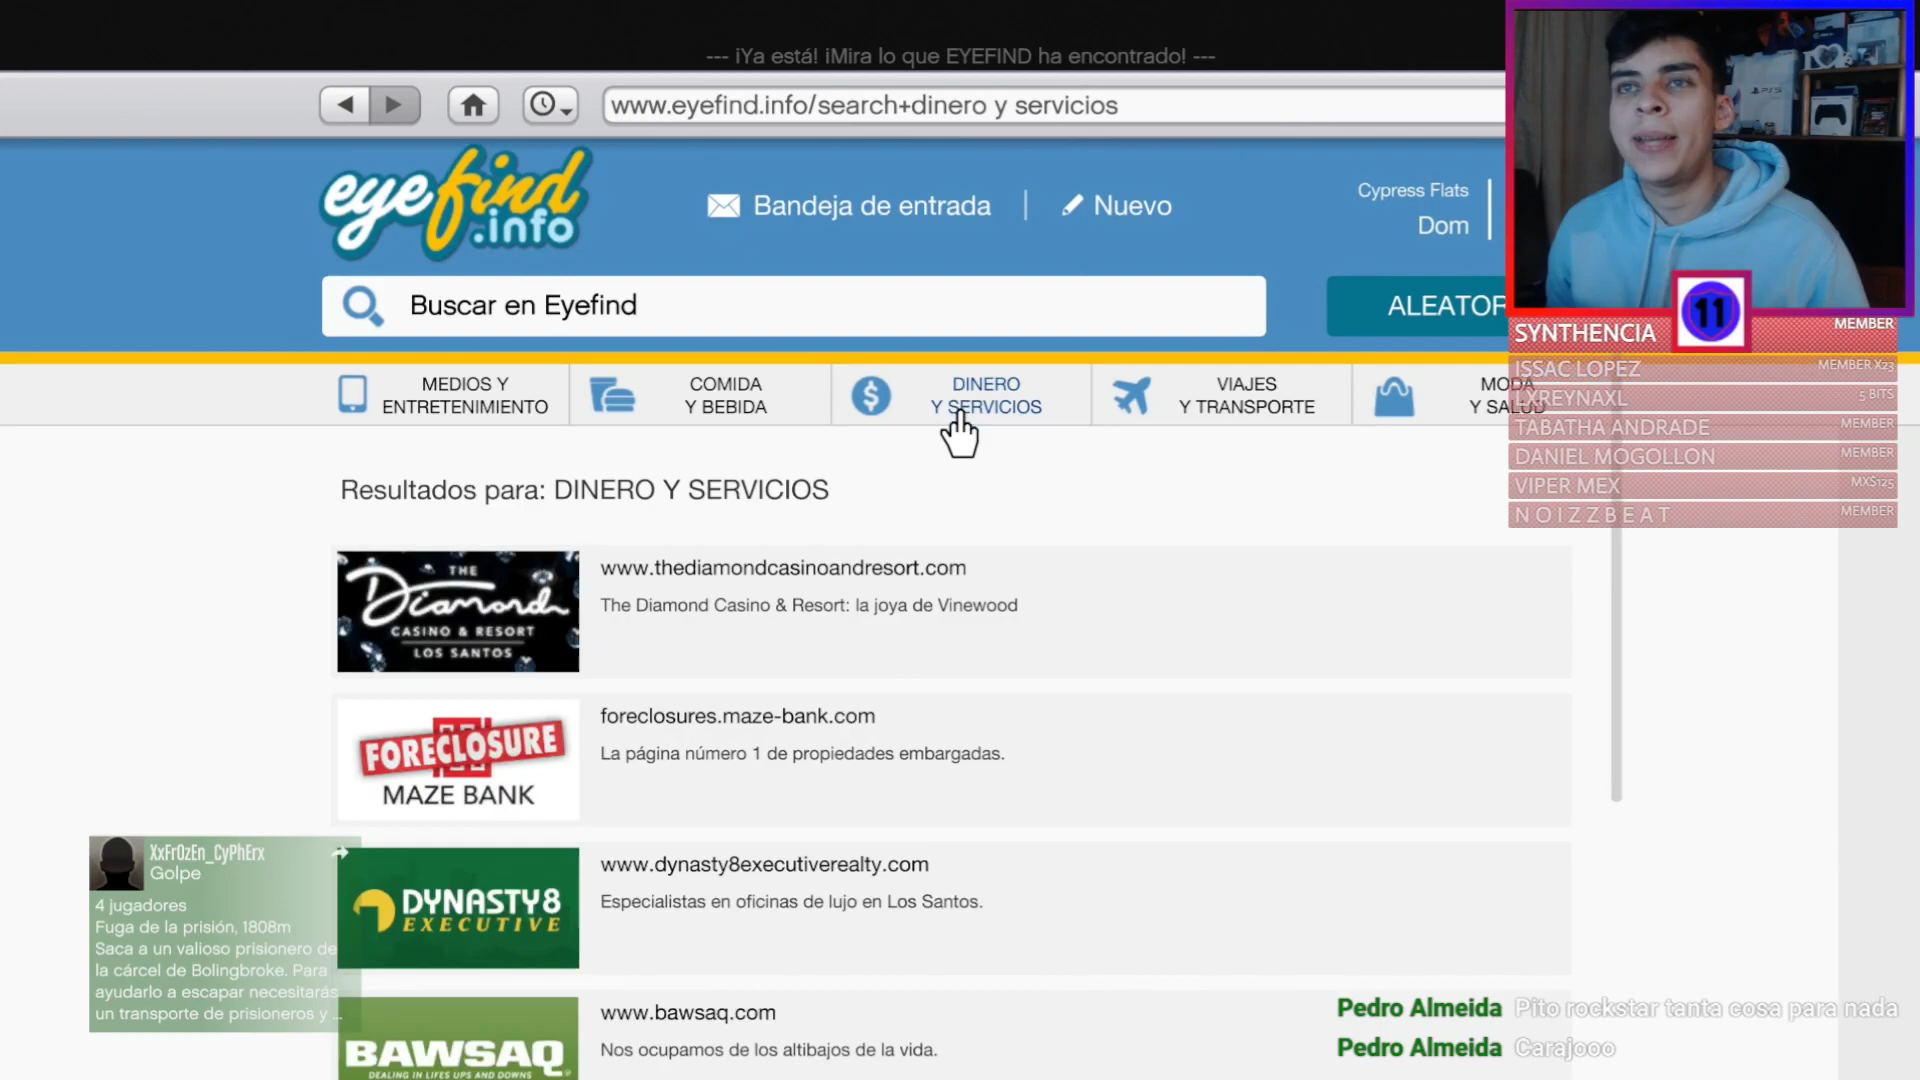 --- ¡Ya está! ¡Mira lo que EYEFIND ha encontrado! ---
www.eyefind.info/search+dinero y servicios
eyefind
.info
Bandeja de entrada | Nuevo
Cypress Flats
Dom
Buscar en Eyefind
ALEATOR
MEDIOS Y
ENTRETENIMIENTO
COMIDA
Y BEBIDA
DINERO
Y SERVICIOS
VIAJES
Y TRANSPORTE
MODA
Y SALUD
PS5
11
SYNTHENCIA MEMBER
ISSAC LOPEZ MEMBER X23
LXREYNAXL 5 BITS
TABATHA ANDRADE MEMBER
DANIEL MOGOLLON MEMBER
VIPER MEX MX$125
N O I Z Z B E A T MEMBER
Resultados para: DINERO Y SERVICIOS
THE
Diamond
CASINO & RESORT
LOS SANTOS
www.thediamondcasinoandresort.com
The Diamond Casino & Resort: la joya de Vinewood
FORECLOSURE
MAZE BANK
foreclosures.maze-bank.com
La página número 1 de propiedades embargadas.
DYNASTY8
EXECUTIVE
www.dynasty8executiverealty.com
Especialistas en oficinas de lujo en Los Santos.
BAWSAQ
DEALING IN LIFES UPS AND DOWNS
www.bawsaq.com
Nos ocupamos de los altibajos de la vida.
XxFr0zEn_CyPhErx
Golpe
4 jugadores
Fuga de la prisión, 1808m
Saca a un valioso prisionero de
la cárcel de Bolingbroke. Para
ayudarlo a escapar necesitarás
un transporte de prisioneros y ...
Pedro Almeida Pito rockstar tanta cosa para nada
Pedro Almeida Carajooo